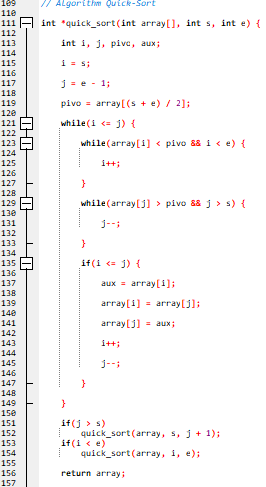 109 // Algorithm Quick-Sort
110
111 int *quick_sort(int array[], int s, int e) {
112
113 int i, j, pivo, aux;
114
115 i = s;
116
117 j = e - 1;
118
119 pivo = array[(s + e) / 2];
120
121 while(i <= j) {
122
123 while(array[i] < pivo && i < e) {
124
125 i++;
126
127 }
128
129 while(array[j] > pivo && j > s) {
130
131 j--;
132
133 }
134
135 if(i <= j) {
136
137 aux = array[i];
138
139 array[i] = array[j];
140
141 array[j] = aux;
142
143 i++;
144
145 j--;
146
147 }
148
149 }
150
151 if(j > s)
152 quick_sort(array, s, j + 1);
153 if(i < e)
154 quick_sort(array, i, e);
155
156 return array;
157